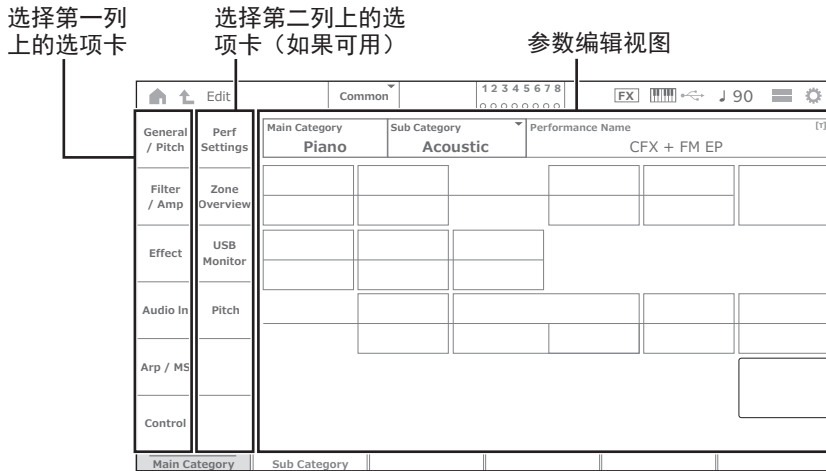 选择第一列
上的选项卡
选择第二列上的选
项卡（如果可用）
参数编辑视图
Edit
Common
1 2 3 4 5 6 7 8
FX
♩ 90
General
/ Pitch
Perf
Settings
Main Category
Piano
Sub Category
Acoustic
Performance Name
[T]
CFX + FM EP
Filter
/ Amp
Zone
Overview
Effect
USB
Monitor
Audio In
Pitch
Arp / MS
Control
Main Category
Sub Category